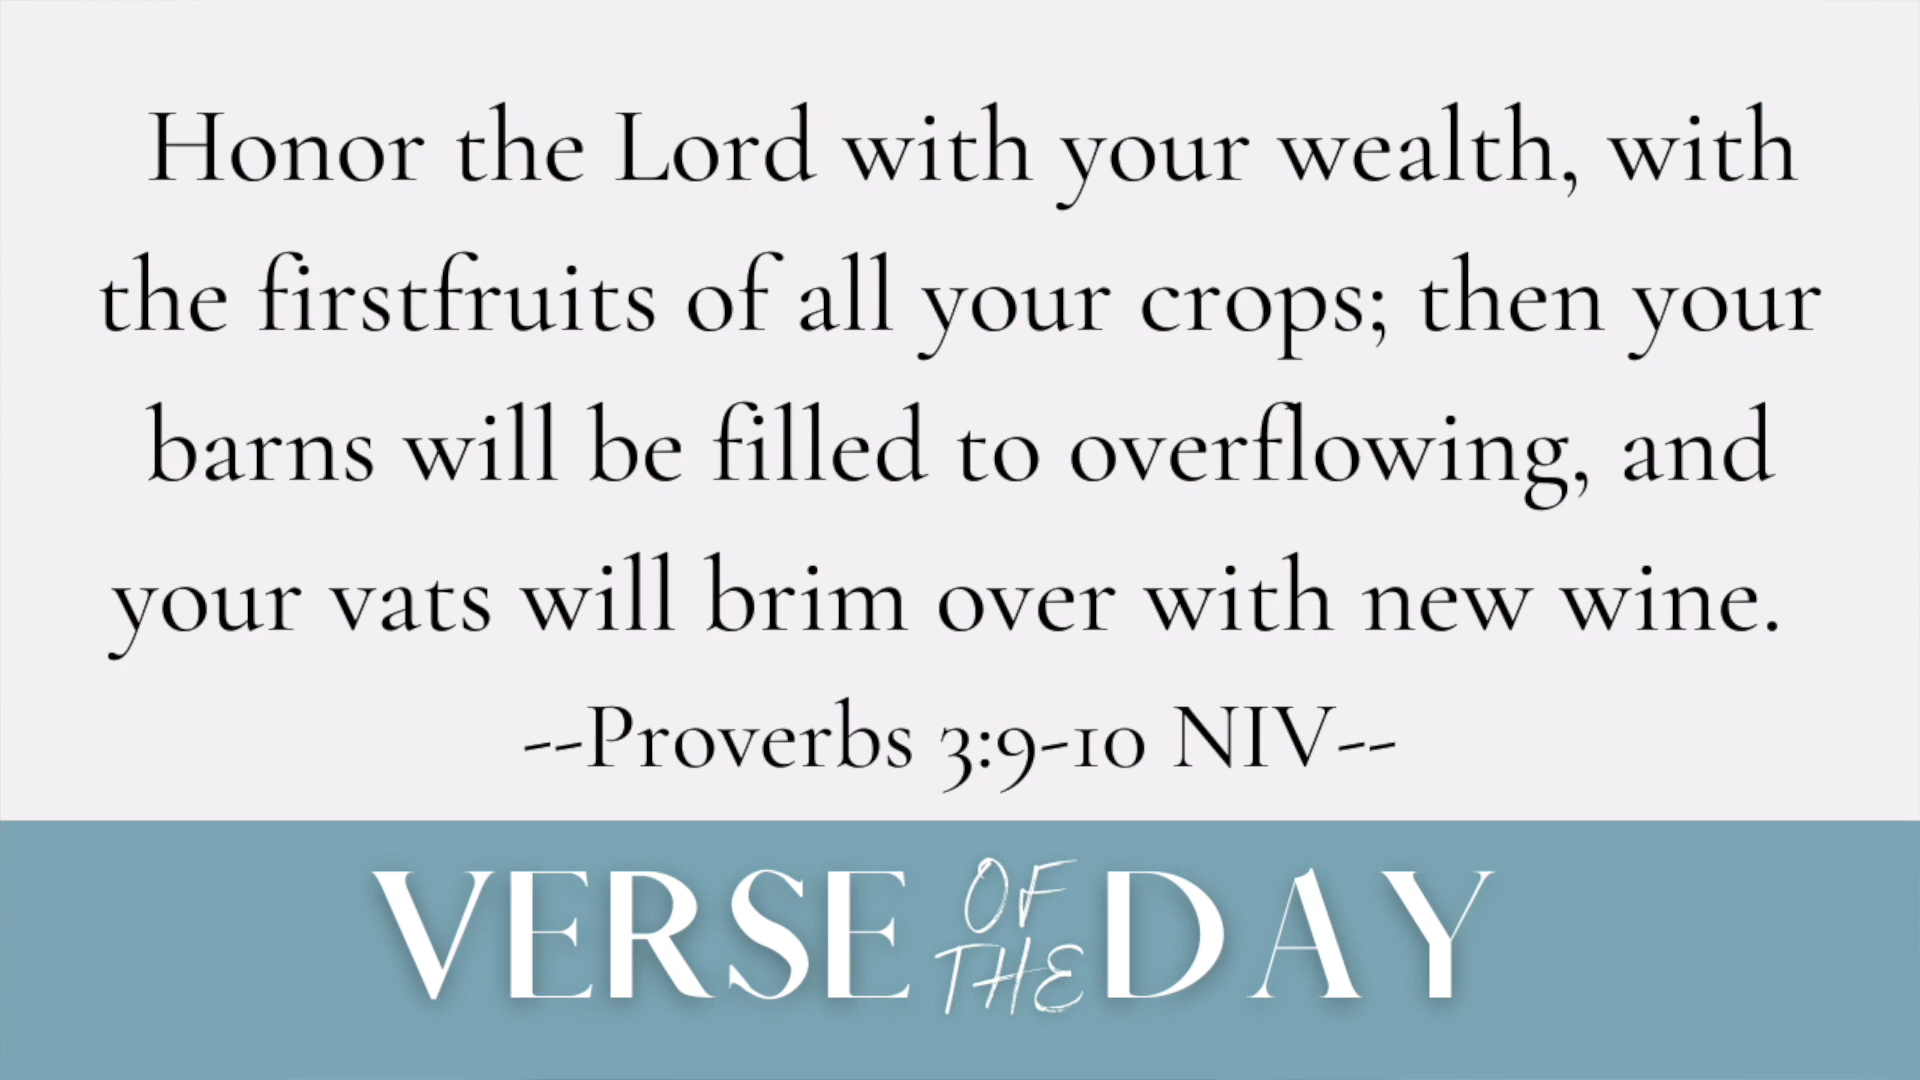 Honor the Lord with your wealth, with
the firstfruits of all your crops; then your
barns will be filled to overflowing, and
your vats will brim over with new wine.
--Proverbs 3:9-10 NIV--
VERSE OF THE DAY